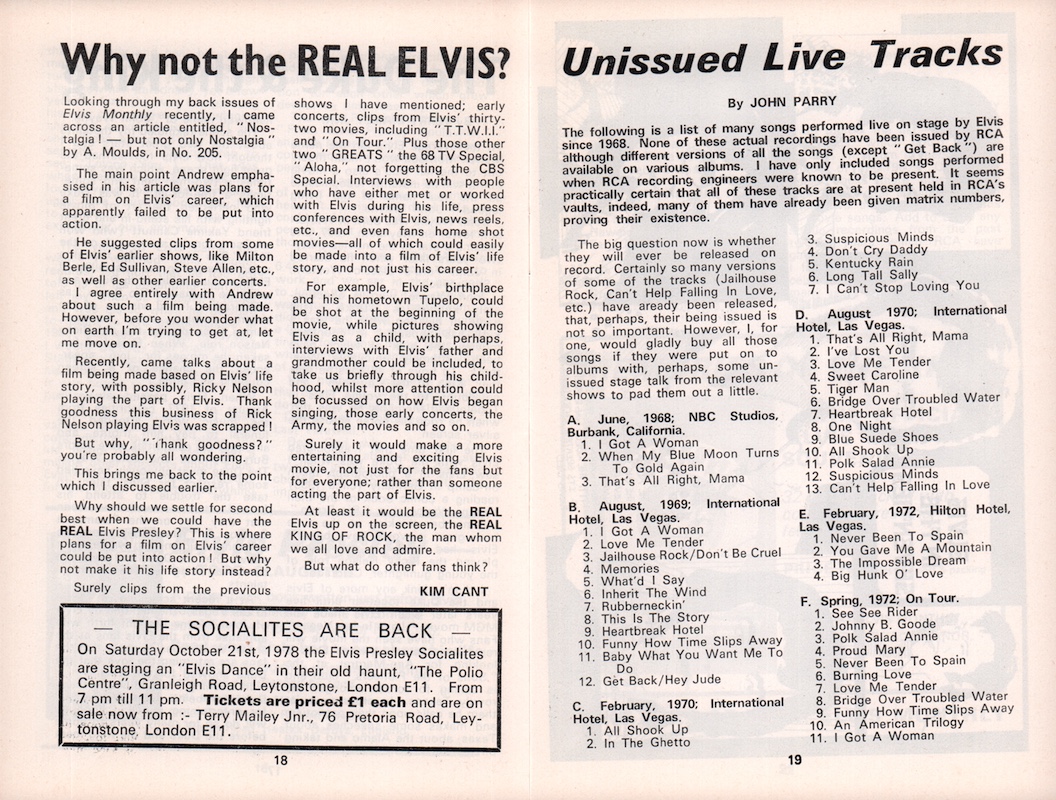 Why not the REAL ELVIS?
Looking through my back issues of
Elvis Monthly recently, I came
across an article entitled, "Nos-
talgia! — but not only Nostalgia"
by A. Moulds, in No. 205.
The main point Andrew empha-
sised in his article was plans for
a film on Elvis' career, which
apparently failed to be put into
action.
He suggested clips from some
of Elvis' earlier shows, like Milton
Berle, Ed Sullivan, Steve Allen, etc.,
as well as other earlier concerts.
I agree entirely with Andrew
about such a film being made.
However, before you wonder what
on earth I'm trying to get at, let
me move on.
Recently, came talks about a
film being made based on Elvis' life
story, with possibly, Ricky Nelson
playing the part of Elvis. Thank
goodness this business of Rick
Nelson playing Elvis was scrapped!
But why, "Thank goodness?"
you're probably all wondering.
This brings me back to the point
which I discussed earlier.
Why should we settle for second
best when we could have the
REAL Elvis Presley? This is where
plans for a film on Elvis' career
could be put into action! But why
not make it his life story instead?
Surely clips from the previous
shows I have mentioned; early
concerts, clips from Elvis' thirty-
two movies, including "T.T.W.I.I."
and "On Tour." Plus those other
two "GREATS" the 68 TV Special,
"Aloha," not forgetting the CBS
Special. Interviews with people
who have either met or worked
with Elvis during his life, press
conferences with Elvis, news reels,
etc., and even fans home shot
movies—all of which could easily
be made into a film of Elvis' life
story, and not just his career.
For example, Elvis' birthplace
and his hometown Tupelo, could
be shot at the beginning of the
movie, while pictures showing
Elvis as a child, with perhaps,
interviews with Elvis' father and
grandmother could be included, to
take us briefly through his child-
hood, whilst more attention could
be focussed on how Elvis began
singing, those early concerts, the
Army, the movies and so on.
Surely it would make a more
entertaining and exciting Elvis
movie, not just for the fans but
for everyone; rather than someone
acting the part of Elvis.
At least it would be the REAL
Elvis up on the screen, the REAL
KING OF ROCK, the man whom
we all love and admire.
But what do other fans think?
KIM CANT
— THE SOCIALITES ARE BACK —
On Saturday October 21st, 1978 the Elvis Presley Socialites
are staging an "Elvis Dance" in their old haunt, "The Polio
Centre", Granleigh Road, Leytonstone, London E11. From
7 pm till 11 pm. Tickets are priced £1 each and are on
sale now from :- Terry Mailey Jnr., 76 Pretoria Road, Ley-
tonstone, London E11.
18
Unissued Live Tracks
By JOHN PARRY
The following is a list of many songs performed live on stage by Elvis
since 1968. None of these actual recordings have been issued by RCA
although different versions of all the songs (except "Get Back") are
available on various albums. I have only included songs performed
when RCA recording engineers were known to be present. It seems
practically certain that all of these tracks are at present held in RCA's
vaults, indeed, many of them have already been given matrix numbers,
proving their existence.
The big question now is whether
they will ever be released on
record. Certainly so many versions
of some of the tracks (Jailhouse
Rock, Can't Help Falling In Love,
etc.) have already been released,
that, perhaps, their being issued is
not so important. However, I, for
one, would gladly buy all those
songs if they were put on to
albums with, perhaps, some un-
issued stage talk from the relevant
shows to pad them out a little.
A. June, 1968; NBC Studios,
Burbank, California.
1. I Got A Woman
2. When My Blue Moon Turns
To Gold Again
3. That's All Right, Mama
B. August, 1969; International
Hotel, Las Vegas.
1. I Got A Woman
2. Love Me Tender
3. Jailhouse Rock/Don't Be Cruel
4. Memories
5. What'd I Say
6. Inherit The Wind
7. Rubberneckin'
8. This Is The Story
9. Heartbreak Hotel
10. Funny How Time Slips Away
11. Baby What You Want Me To
Do
12. Get Back/Hey Jude
C. February, 1970; International
Hotel, Las Vegas.
1. All Shook Up
2. In The Ghetto
3. Suspicious Minds
4. Don't Cry Daddy
5. Kentucky Rain
6. Long Tall Sally
7. I Can't Stop Loving You
D. August 1970; International
Hotel, Las Vegas.
1. That's All Right, Mama
2. I've Lost You
3. Love Me Tender
4. Sweet Caroline
5. Tiger Man
6. Bridge Over Troubled Water
7. Heartbreak Hotel
8. One Night
9. Blue Suede Shoes
10. All Shook Up
11. Polk Salad Annie
12. Suspicious Minds
13. Can't Help Falling In Love
E. February, 1972, Hilton Hotel,
Las Vegas.
1. Never Been To Spain
2. You Gave Me A Mountain
3. The Impossible Dream
4. Big Hunk O' Love
F. Spring, 1972; On Tour.
1. See See Rider
2. Johnny B. Goode
3. Polk Salad Annie
4. Proud Mary
5. Never Been To Spain
6. Burning Love
7. Love Me Tender
8. Bridge Over Troubled Water
9. Funny How Time Slips Away
10. An American Trilogy
11. I Got A Woman
19